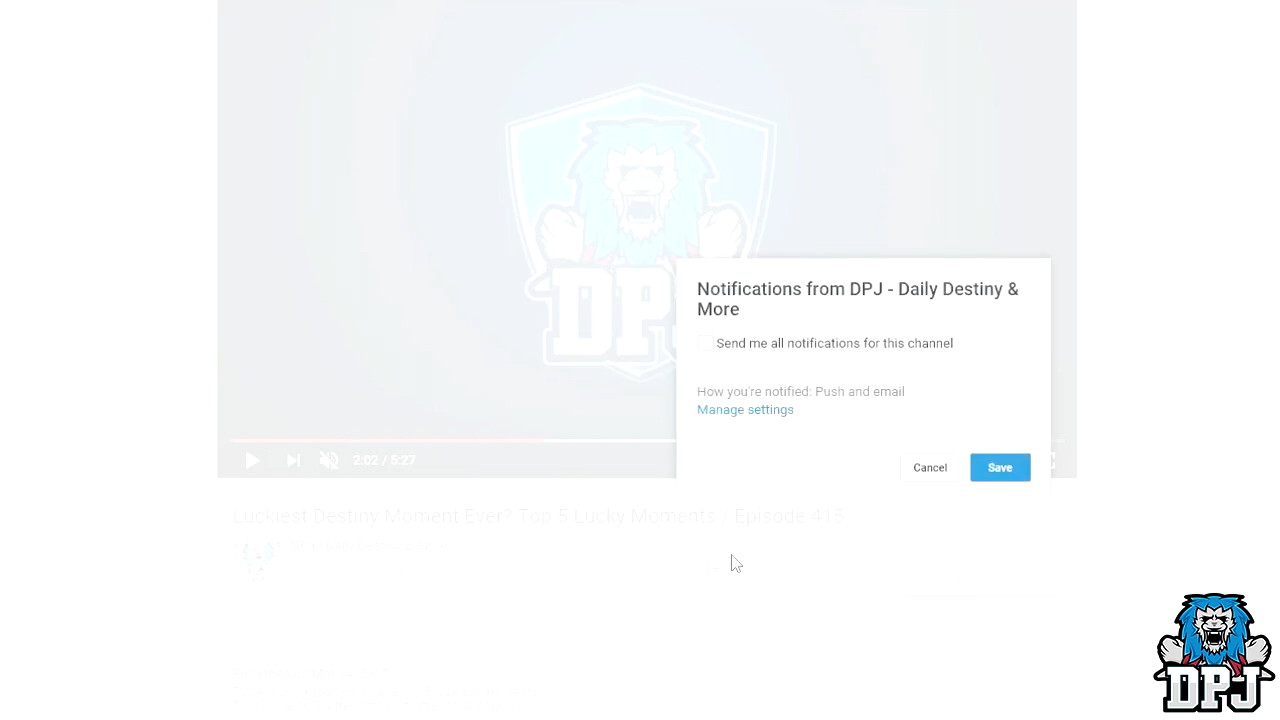 DPJ
Notifications from DPJ - Daily Destiny &
More
Send me all notifications for this channel
How you're notified: Push and email
Manage settings
2:02 / 5:27
Cancel
Save
Luckiest Destiny Moment Ever? Top 5 Lucky Moments / Episode 415
DPJ